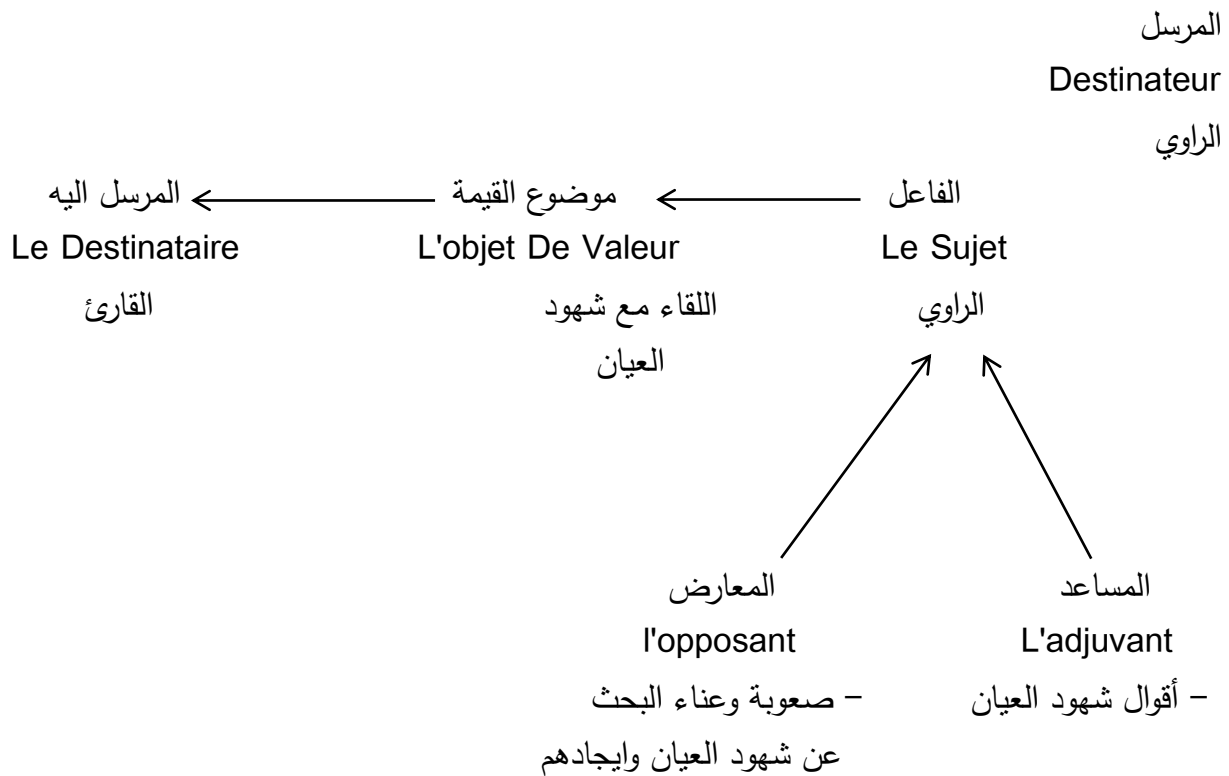 المرسل
Destinateur
الراوي
الفاعل
موضوع القيمة
المرسل اليه
Le Sujet
L'objet De Valeur
Le Destinataire
الراوي
اللقاء مع شهود
القارئ
العيان
المساعد
المعارض
L'adjuvant
l'opposant
– أقوال شهود العيان
– صعوبة وعناء البحث
عن شهود العيان وايجادهم